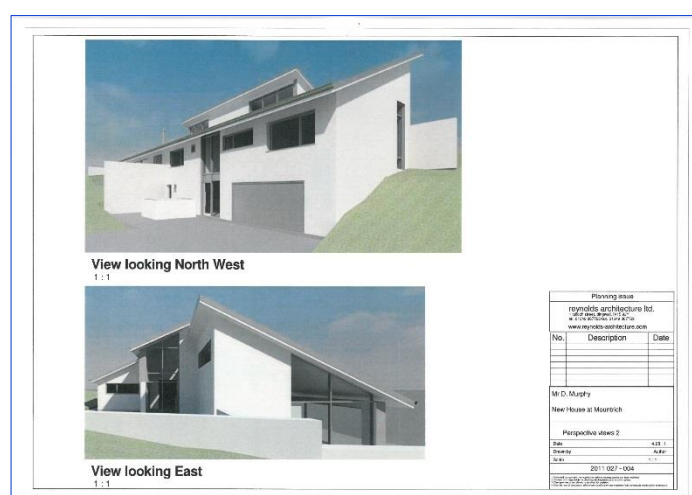 View looking North West
1 : 1
View looking East
1 : 1
Planning issue
reynolds architecture ltd.
www.reynolds-architecture.com
No. Description Date
Mr D. Murphy
New House at Mountrich
Perspective views 2
Date
Drawn by Author
Scale 1 : 1
2011 027 - 004